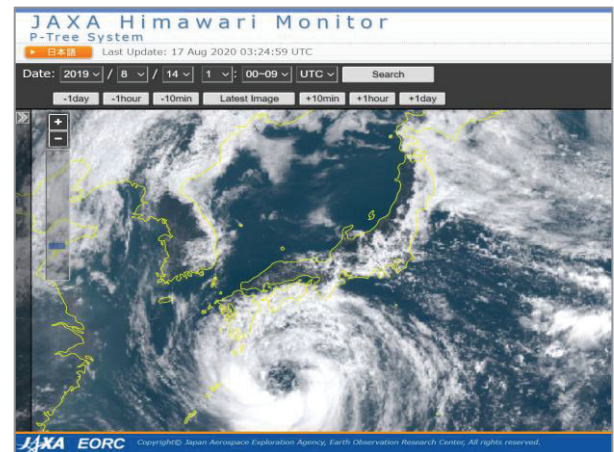 JAXA Himawari Monitor
P-Tree System
日本語 Last Update: 17 Aug 2020 03:24:59 UTC
Date: 2019 / 8 / 14 1 : 00-09 UTC Search
-1day -1hour -10min Latest Image +10min +1hour +1day
+
−
JAXA EORC Copyright© Japan Aerospace Exploration Agency, Earth Observation Research Center, All rights reserved.